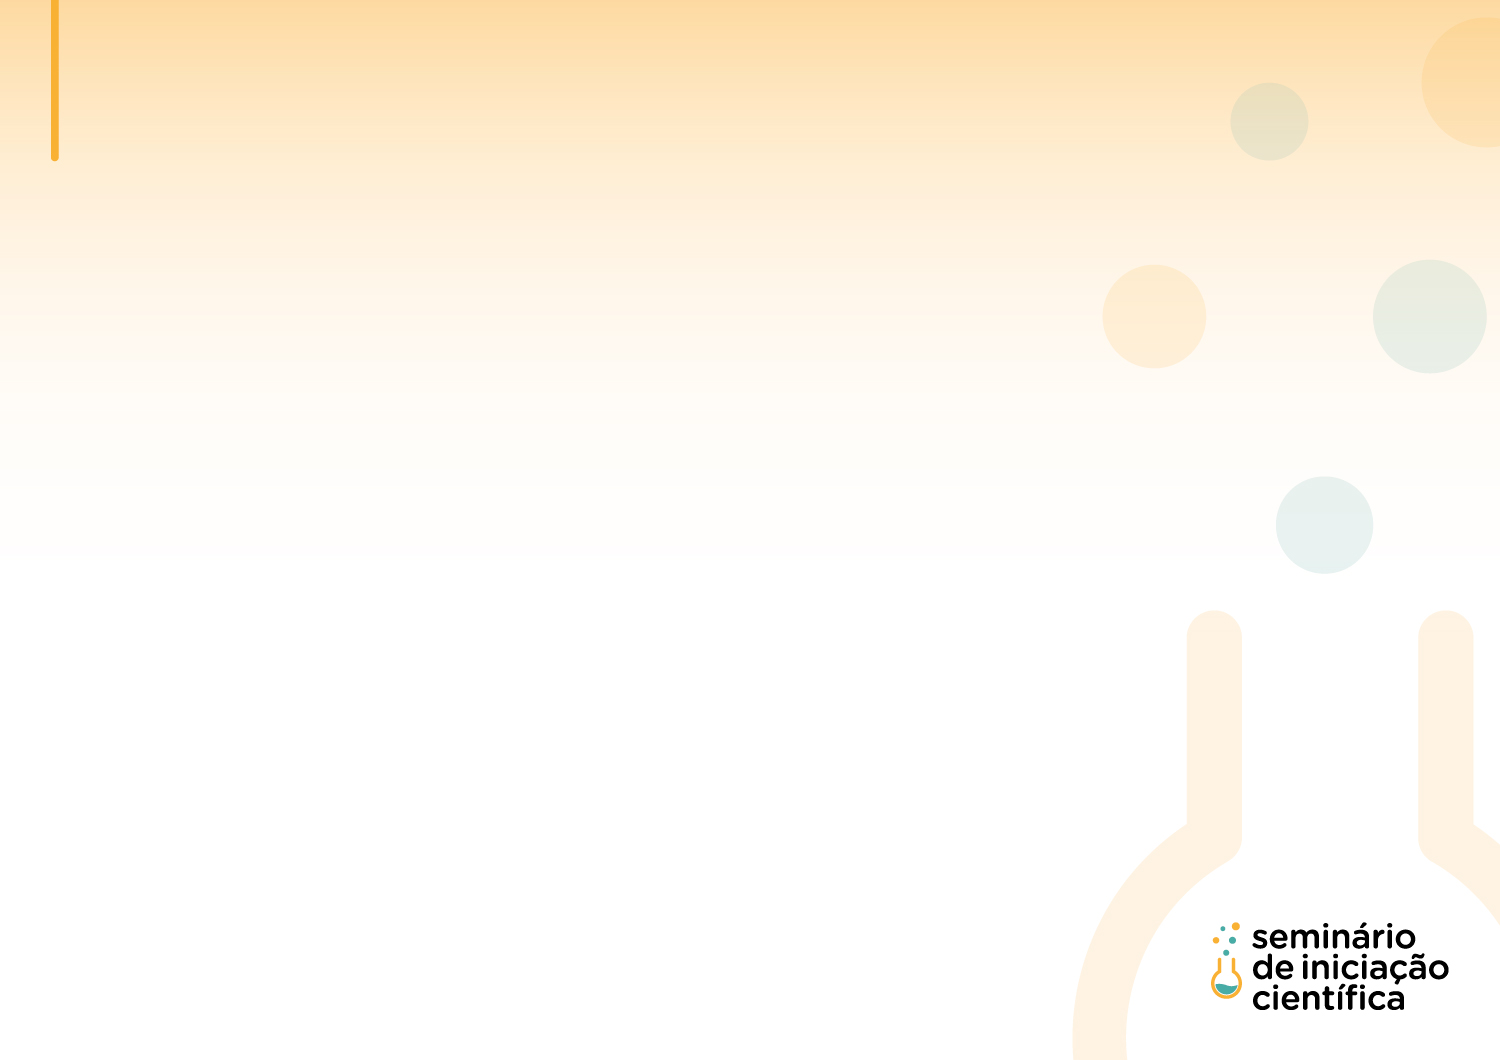 seminário
de iniciação
científica